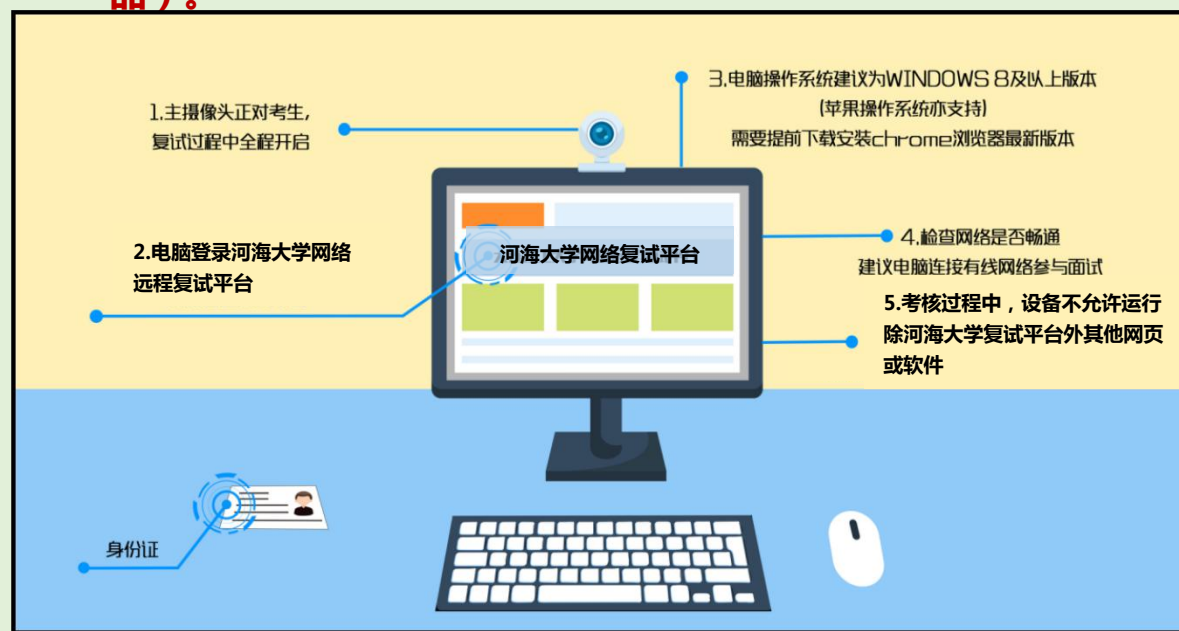 品）。
1.主摄像头正对考生,
复试过程中全程开启
3.电脑操作系统建议为WINDOWS 8及以上版本
(苹果操作系统亦支持)
需要提前下载安装chrome浏览器最新版本
2.电脑登录河海大学网络
远程复试平台
河海大学网络复试平台
4.检查网络是否畅通
建议电脑连接有线网络参与面试
5.考核过程中，设备不允许运行
除河海大学复试平台外其他网页
或软件
身份证